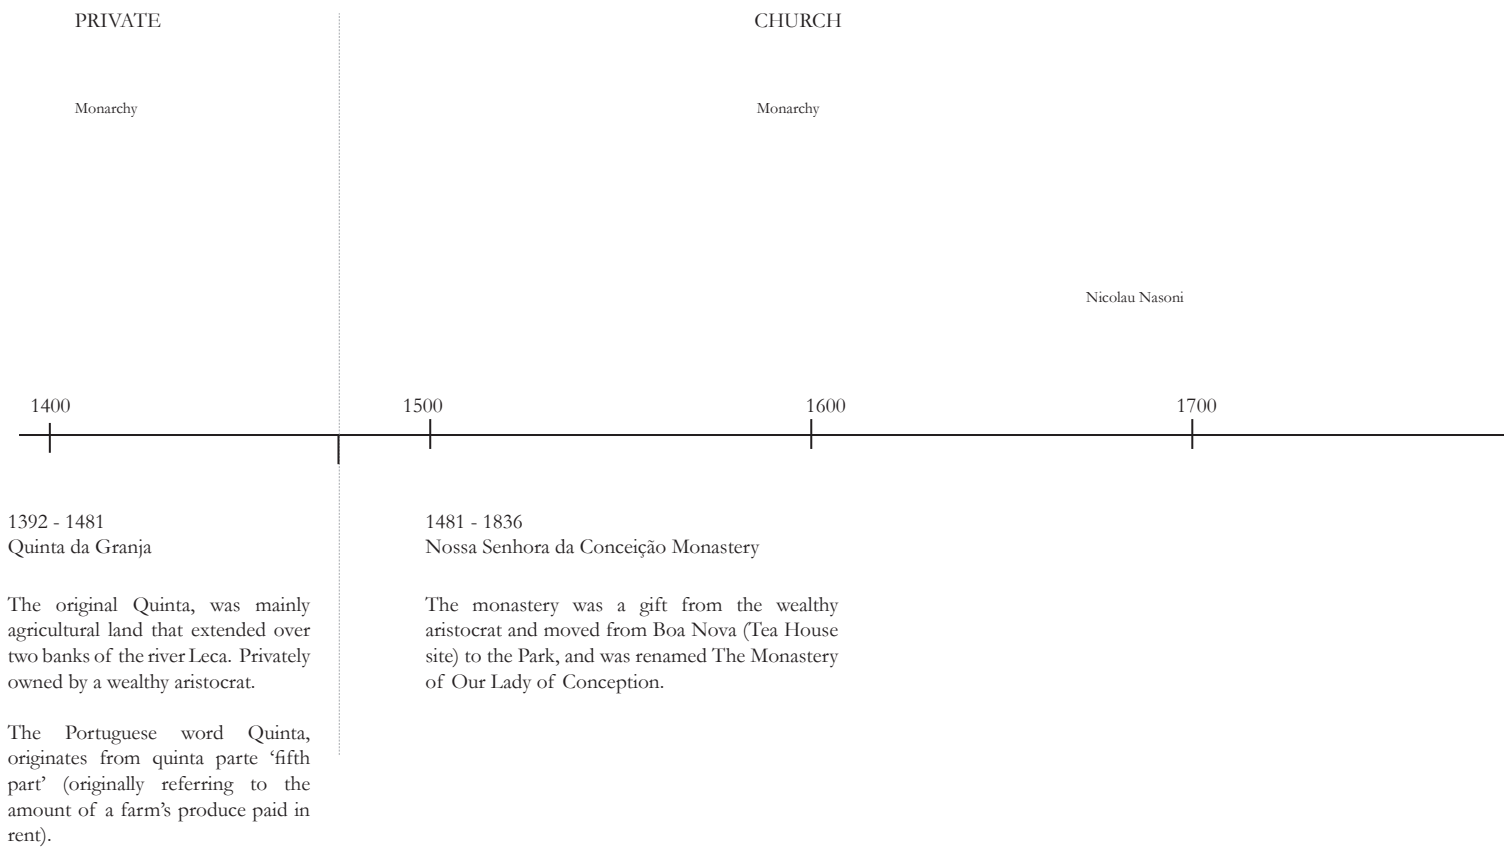 PRIVATE
CHURCH
Monarchy
Monarchy
Nicolau Nasoni
1400
1500
1600
1700
1392 - 1481
Quinta da Granja
The original Quinta, was mainly
agricultural land that extended over
two banks of the river Leca. Privately
owned by a wealthy aristocrat.
The Portuguese word Quinta,
originates from quinta parte ‘fifth
part’ (originally referring to the
amount of a farm’s produce paid in
rent).
1481 - 1836
Nossa Senhora da Conceição Monastery
The monastery was a gift from the wealthy
aristocrat and moved from Boa Nova (Tea House
site) to the Park, and was renamed The Monastery
of Our Lady of Conception.